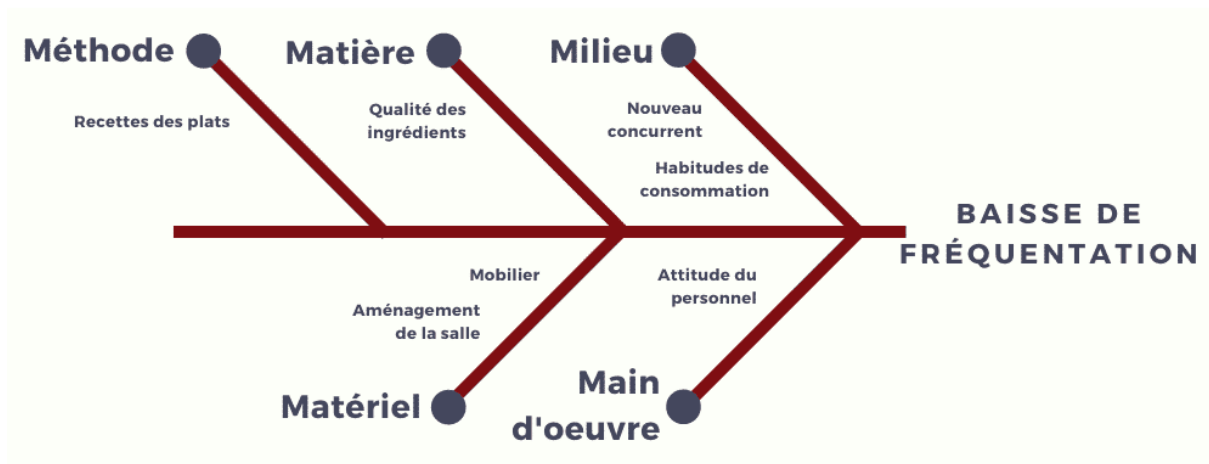 Méthode
Matière
Milieu
Recettes des plats
Qualité des
ingrédients
Nouveau
concurrent
Habitudes de
consommation
BAISSE DE
FRÉQUENTATION
Mobilier
Aménagement
de la salle
Attitude du
personnel
Matériel
Main
d'oeuvre